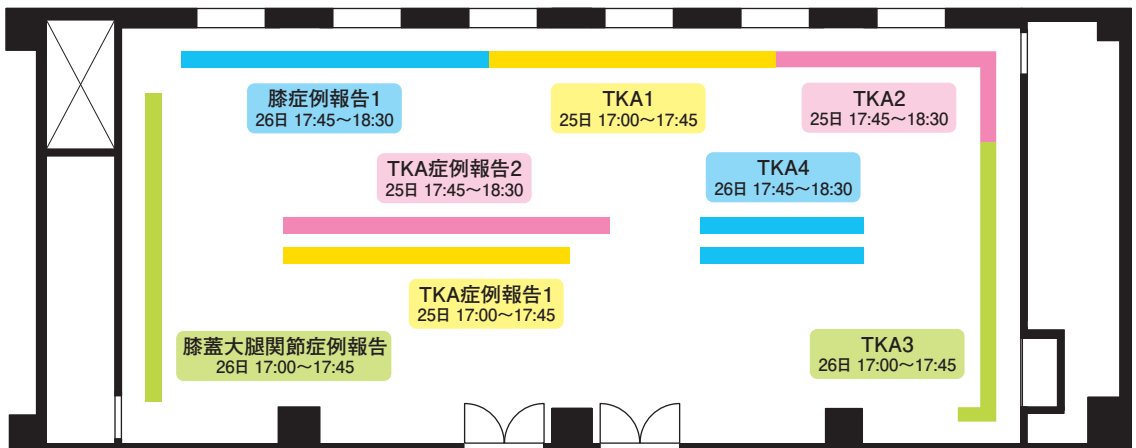 膝症例報告1
26日 17:45〜18:30
TKA1
25日 17:00〜17:45
TKA2
25日 17:45〜18:30
TKA症例報告2
25日 17:45〜18:30
TKA4
26日 17:45〜18:30
TKA症例報告1
25日 17:00〜17:45
膝蓋大腿関節症例報告
26日 17:00〜17:45
TKA3
26日 17:00〜17:45